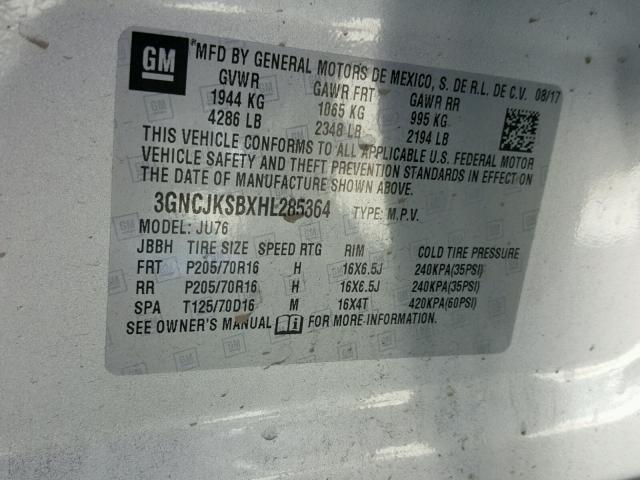 GM
MFD BY GENERAL MOTORS DE MEXICO, S. DE R.L. DE C.V. 08/17
GVWR GAWR FRT GAWR RR
1944 KG 1065 KG 995 KG
4286 LB 2348 LB 2194 LB
THIS VEHICLE CONFORMS TO ALL APPLICABLE U.S. FEDERAL MOTOR
VEHICLE SAFETY AND THEFT PREVENTION STANDARDS IN EFFECT ON
THE DATE OF MANUFACTURE SHOWN ABOVE.
3GNCJKSBXHL285364 TYPE: M.P.V.
MODEL: JU76
JBBH TIRE SIZE SPEED RTG RIM COLD TIRE PRESSURE
FRT P205/70R16 H 16X6.5J 240KPA(35PSI)
RR P205/70R16 H 16X6.5J 240KPA(35PSI)
SPA T125/70D16 M 16X4T 420KPA(60PSI)
SEE OWNER'S MANUAL FOR MORE INFORMATION.